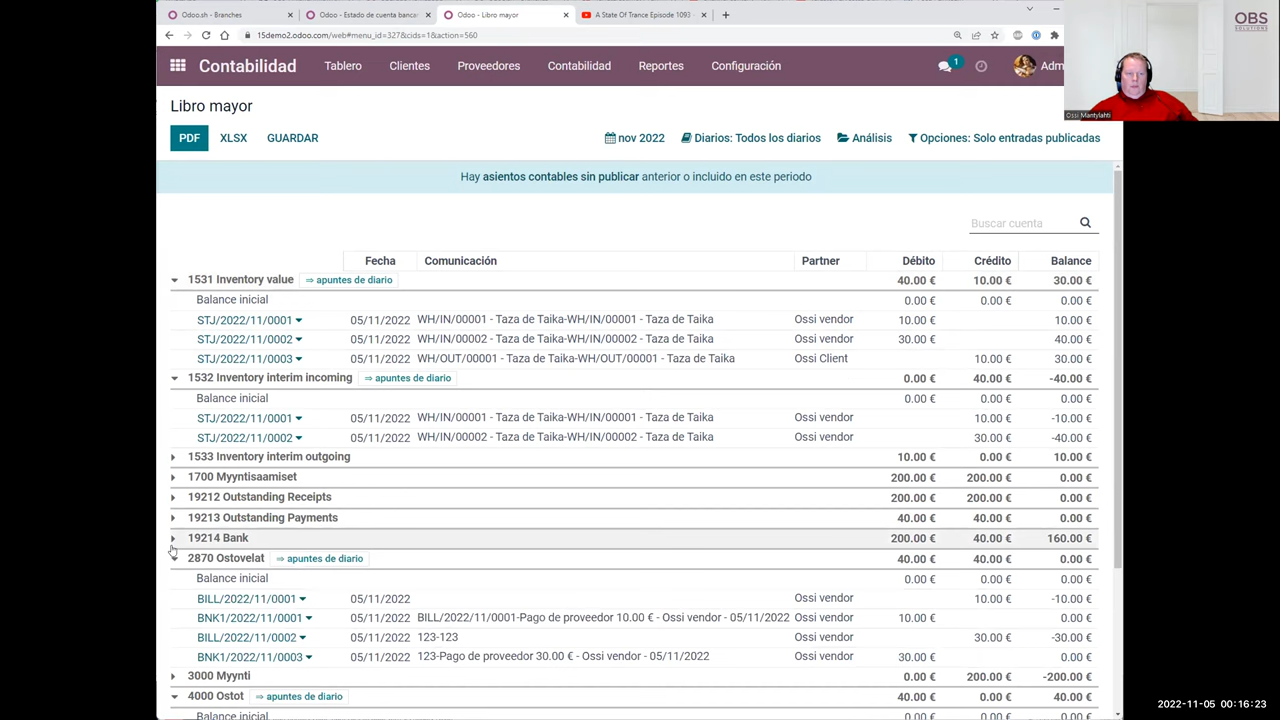 Odoo.sh - Branches
Odoo - Estado de cuenta banca
Odoo - Libro mayor
A State Of Trance Episode 1093 -
15demo2.odoo.com/web#menu_id=327&cids=1&action=560
OBS
SOLUTIONS
Contabilidad Tablero Clientes Proveedores Contabilidad Reportes Configuración 1 Adm
Ossi Mantylahti
Libro mayor
PDF XLSX GUARDAR nov 2022 Diarios: Todos los diarios Análisis Opciones: Solo entradas publicadas
Hay asientos contables sin publicar anterior o incluido en este periodo
Buscar cuenta
Fecha Comunicación Partner Débito Crédito Balance
1531 Inventory value ⇒ apuntes de diario 40.00 € 10.00 € 30.00 €
Balance inicial 0.00 € 0.00 € 0.00 €
STJ/2022/11/0001 05/11/2022 WH/IN/00001 - Taza de Taika-WH/IN/00001 - Taza de Taika Ossi vendor 10.00 € 10.00 €
STJ/2022/11/0002 05/11/2022 WH/IN/00002 - Taza de Taika-WH/IN/00002 - Taza de Taika Ossi vendor 30.00 € 40.00 €
STJ/2022/11/0003 05/11/2022 WH/OUT/00001 - Taza de Taika-WH/OUT/00001 - Taza de Taika Ossi Client 10.00 € 30.00 €
1532 Inventory interim incoming ⇒ apuntes de diario 0.00 € 40.00 € -40.00 €
Balance inicial 0.00 € 0.00 € 0.00 €
STJ/2022/11/0001 05/11/2022 WH/IN/00001 - Taza de Taika-WH/IN/00001 - Taza de Taika Ossi vendor 10.00 € -10.00 €
STJ/2022/11/0002 05/11/2022 WH/IN/00002 - Taza de Taika-WH/IN/00002 - Taza de Taika Ossi vendor 30.00 € -40.00 €
1533 Inventory interim outgoing 10.00 € 0.00 € 10.00 €
1700 Myyntisaamiset 200.00 € 200.00 € 0.00 €
19212 Outstanding Receipts 200.00 € 200.00 € 0.00 €
19213 Outstanding Payments 40.00 € 40.00 € 0.00 €
19214 Bank 200.00 € 40.00 € 160.00 €
2870 Ostovelat ⇒ apuntes de diario 40.00 € 40.00 € 0.00 €
Balance inicial 0.00 € 0.00 € 0.00 €
BILL/2022/11/0001 05/11/2022 Ossi vendor 10.00 € -10.00 €
BNK1/2022/11/0001 05/11/2022 BILL/2022/11/0001-Pago de proveedor 10.00 € - Ossi vendor - 05/11/2022 Ossi vendor 10.00 € 0.00 €
BILL/2022/11/0002 05/11/2022 123-123 Ossi vendor 30.00 € -30.00 €
BNK1/2022/11/0003 05/11/2022 123-Pago de proveedor 30.00 € - Ossi vendor - 05/11/2022 Ossi vendor 30.00 € 0.00 €
3000 Myynti 0.00 € 200.00 € -200.00 €
4000 Ostot ⇒ apuntes de diario 40.00 € 0.00 € 40.00 €
Balance inicial 0.00 € 0.00 € 0.00 €
2022-11-05 00:16:23